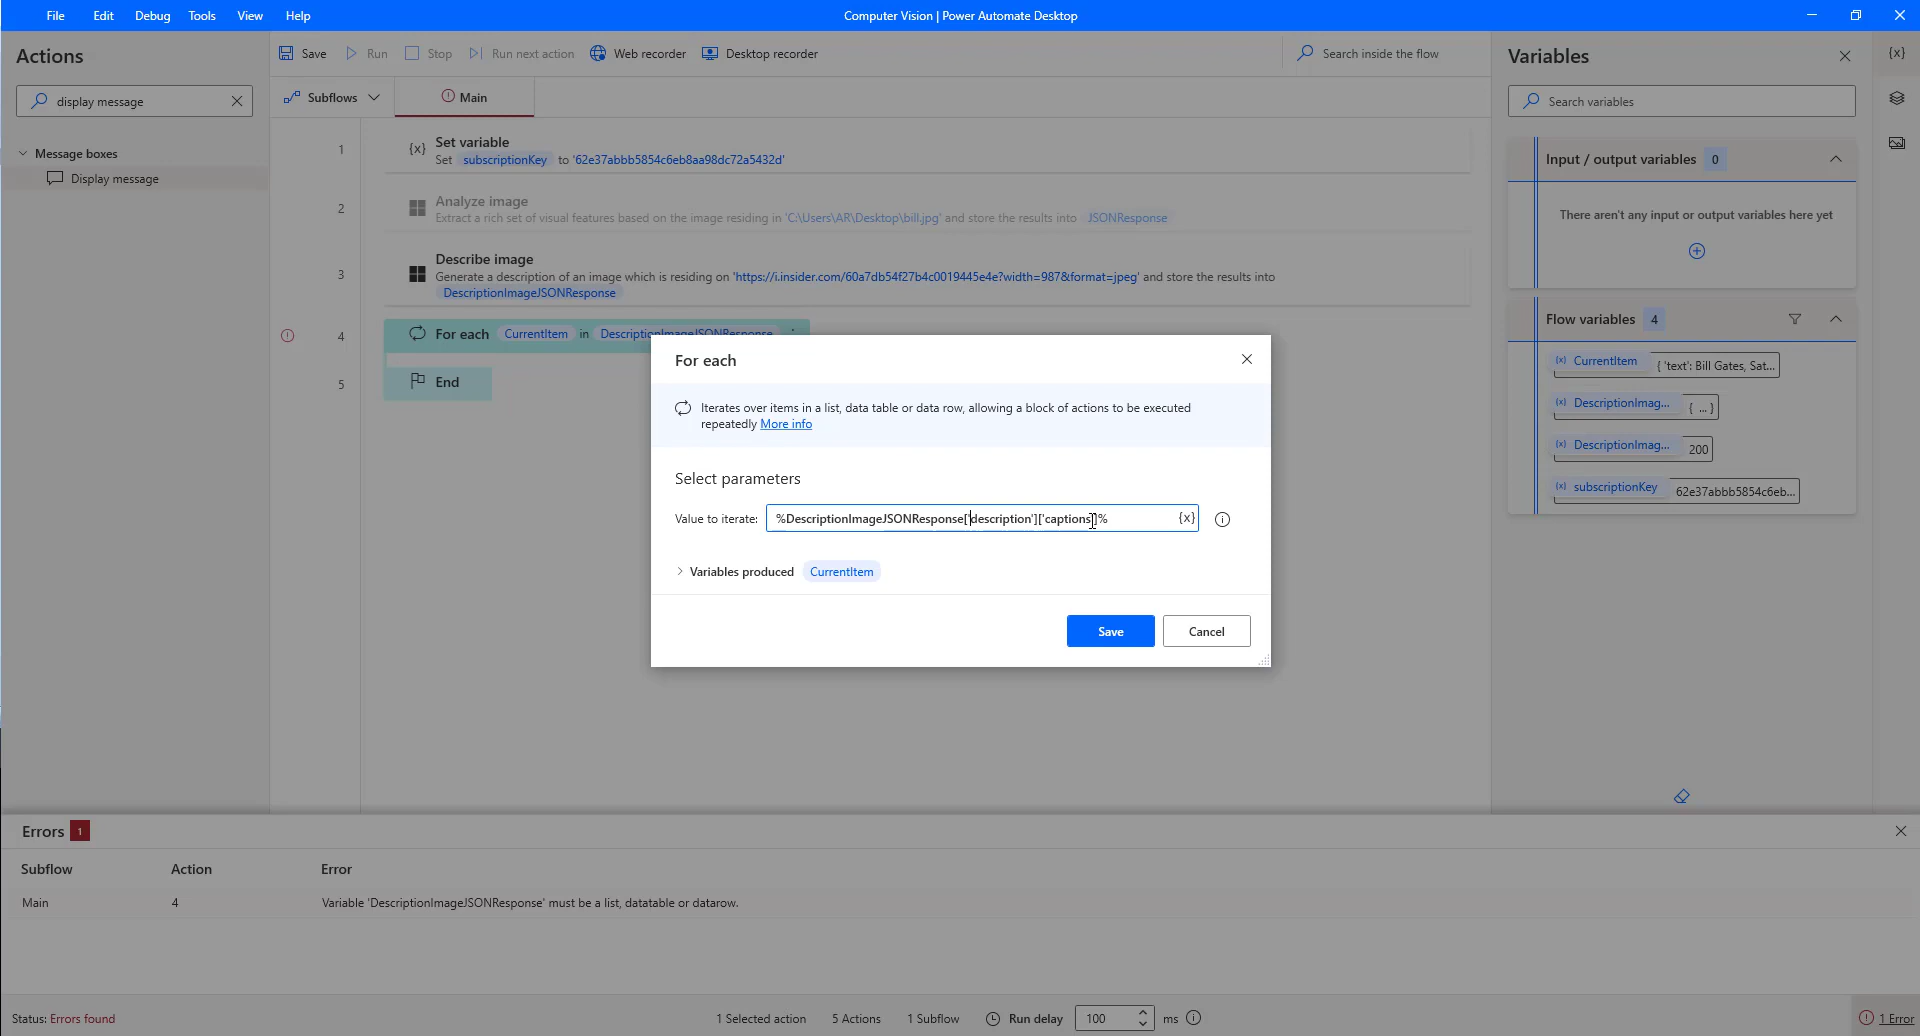 File Edit Debug Tools View Help
Computer Vision | Power Automate Desktop
Actions
display message
Message boxes
Display message
Save Run Stop Run next action Web recorder Desktop recorder
Search inside the flow
Subflows Main
1 {x} Set variable
Set subscriptionKey to '62e37abbb5854c6eb8aa98dc72a5432d'
2 Analyze image
Extract a rich set of visual features based on the image residing in 'C:\Users\AR\Desktop\bill.jpg' and store the results into JSONResponse
3 Describe image
Generate a description of an image which is residing on 'https://i.insider.com/60a7db54f27b4c0019445e4e?width=987&format=jpeg' and store the results into
DescriptionImageJSONResponse
4 For each CurrentItem in DescriptionImageJSONResponse
5 End
For each
Iterates over items in a list, data table or data row, allowing a block of actions to be executed
repeatedly More info
Select parameters
Value to iterate: %DescriptionImageJSONResponse['description']['captions']% {x}
Variables produced CurrentItem
Save Cancel
Variables
{x}
Search variables
Input / output variables 0
There aren't any input or output variables here yet
Flow variables 4
{x} CurrentItem { 'text': Bill Gates, Sat...
{x} DescriptionImag... { ... }
{x} DescriptionImag... 200
{x} subscriptionKey 62e37abbb5854c6eb...
Errors 1
Subflow Action Error
Main 4 Variable 'DescriptionImageJSONResponse' must be a list, datatable or datarow.
Status: Errors found
1 Selected action 5 Actions 1 Subflow Run delay 100 ms
1 Error